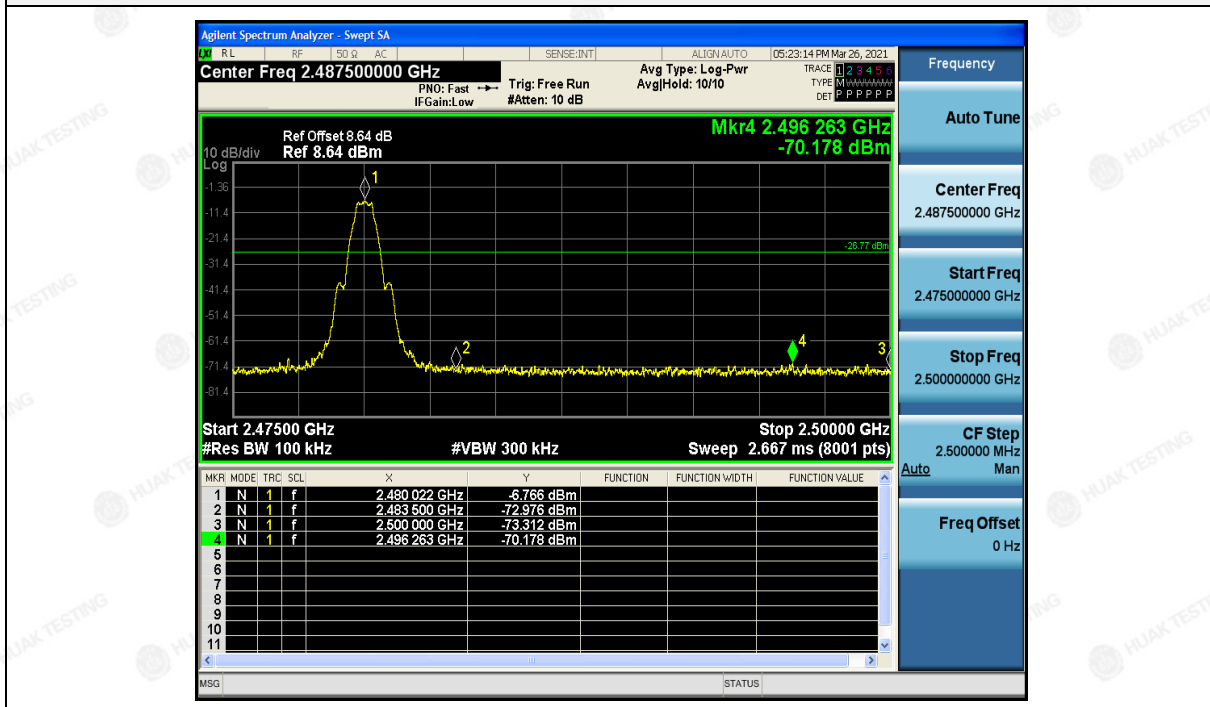 Agilent Spectrum Analyzer - Swept SA
LXI RL RF 50 Ω AC SENSE:INT ALIGN AUTO 05:23:14 PM Mar 26, 2021
Center Freq 2.487500000 GHz
PNO: Fast
IFGain:Low
Trig: Free Run
#Atten: 10 dB
Avg Type: Log-Pwr
Avg|Hold: 10/10
TRACE 1 2 3 4 5 6
TYPE M W W W W W
DET P P P P P P
Mkr4 2.496 263 GHz
-70.178 dBm
Ref Offset 8.64 dB
10 dB/div Ref 8.64 dBm
Log
-1.36
-11.4
-21.4
-31.4
-41.4
-51.4
-61.4
-71.4
-81.4
1
-26.77 dBm
2
4
3
Start 2.47500 GHz Stop 2.50000 GHz
#Res BW 100 kHz #VBW 300 kHz Sweep 2.667 ms (8001 pts)
MKR MODE TRC SCL X Y FUNCTION FUNCTION WIDTH FUNCTION VALUE
1 N 1 f 2.480 022 GHz -6.766 dBm
2 N 1 f 2.483 500 GHz -72.976 dBm
3 N 1 f 2.500 000 GHz -73.312 dBm
4 N 1 f 2.496 263 GHz -70.178 dBm
5
6
7
8
9
10
11
MSG STATUS
Frequency
Auto Tune
Center Freq
2.487500000 GHz
Start Freq
2.475000000 GHz
Stop Freq
2.500000000 GHz
CF Step
2.500000 MHz
Auto Man
Freq Offset
0 Hz
HUAK TESTING
HUAK TESTING